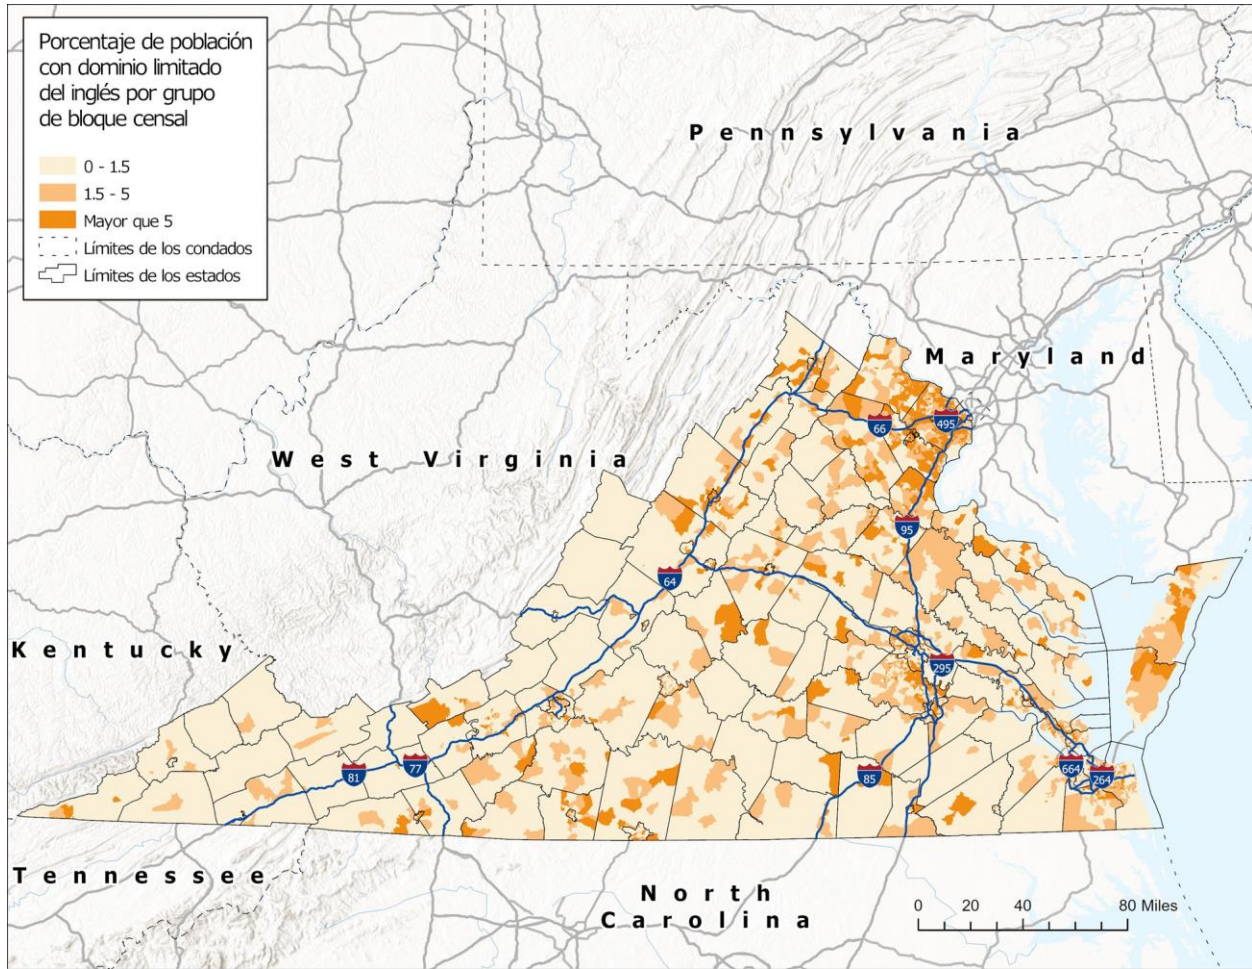 Porcentaje de población
con dominio limitado
del inglés por grupo
de bloque censal
0 - 1.5
1.5 - 5
Mayor que 5
Límites de los condados
Límites de los estados
Pennsylvania
Maryland
West Virginia
Kentucky
Tennessee
North
Carolina
66
495
95
64
295
81
77
85
664
264
0 20 40 80 Miles